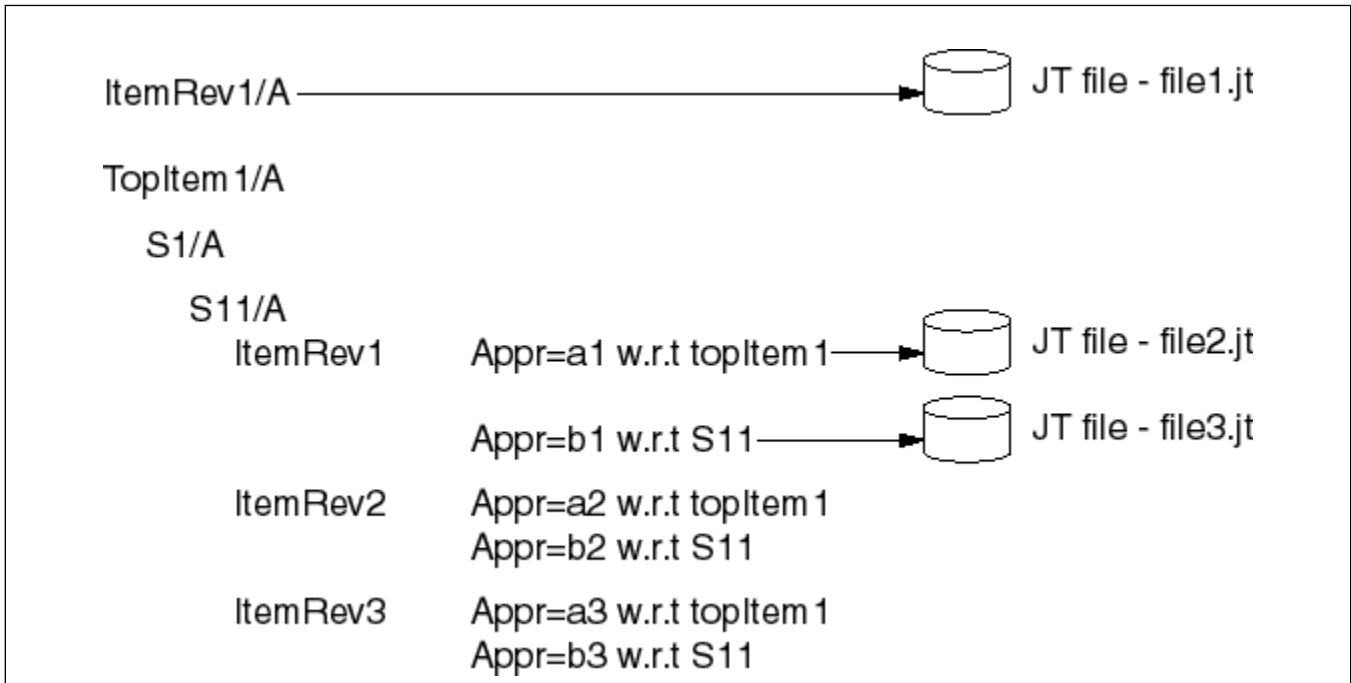 ItemRev1/A JT file - file1.jt
TopItem1/A
S1/A
S11/A
ItemRev1 Appr=a1 w.r.t topItem1 JT file - file2.jt
Appr=b1 w.r.t S11 JT file - file3.jt
ItemRev2 Appr=a2 w.r.t topItem1
Appr=b2 w.r.t S11
ItemRev3 Appr=a3 w.r.t topItem1
Appr=b3 w.r.t S11